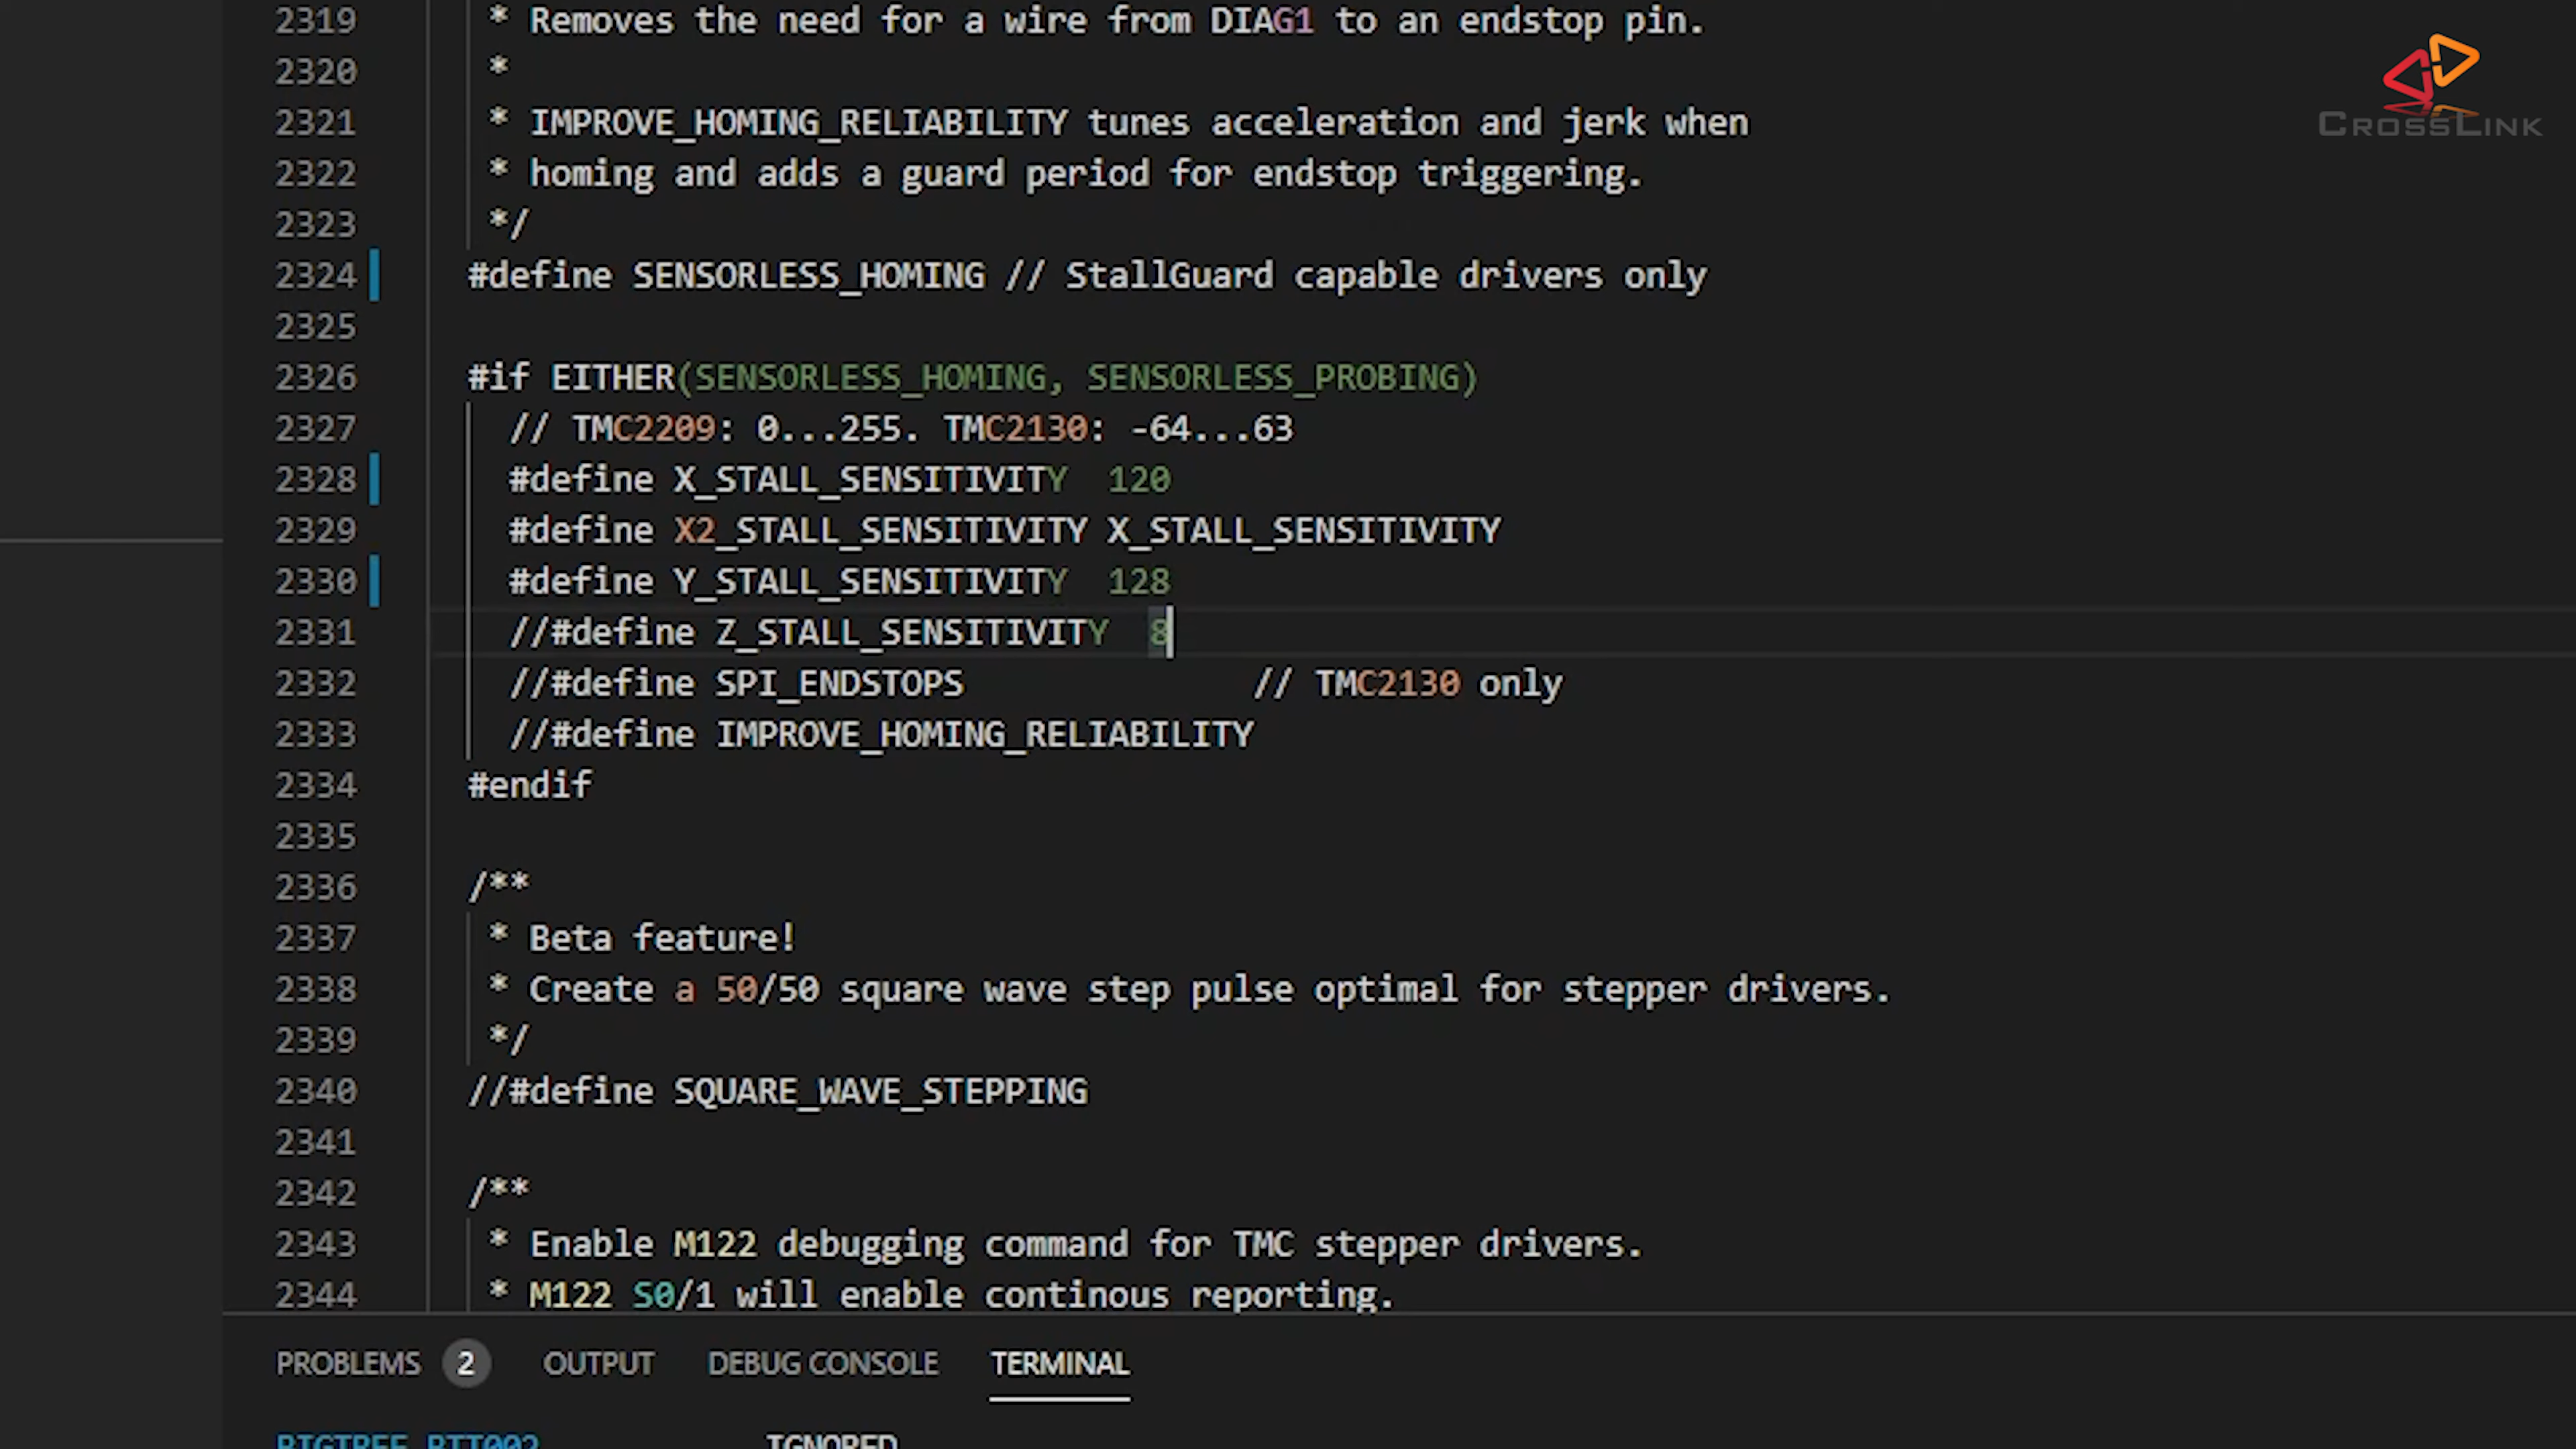 2319 * Removes the need for a wire from DIAG1 to an endstop pin.
2320 *
2321 * IMPROVE_HOMING_RELIABILITY tunes acceleration and jerk when
2322 * homing and adds a guard period for endstop triggering.
2323 */
2324 #define SENSORLESS_HOMING // StallGuard capable drivers only
2325
2326 #if EITHER(SENSORLESS_HOMING, SENSORLESS_PROBING)
2327 // TMC2209: 0...255. TMC2130: -64...63
2328 #define X_STALL_SENSITIVITY 120
2329 #define X2_STALL_SENSITIVITY X_STALL_SENSITIVITY
2330 #define Y_STALL_SENSITIVITY 128
2331 //#define Z_STALL_SENSITIVITY 8
2332 //#define SPI_ENDSTOPS // TMC2130 only
2333 //#define IMPROVE_HOMING_RELIABILITY
2334 #endif
2335
2336 /**
2337 * Beta feature!
2338 * Create a 50/50 square wave step pulse optimal for stepper drivers.
2339 */
2340 //#define SQUARE_WAVE_STEPPING
2341
2342 /**
2343 * Enable M122 debugging command for TMC stepper drivers.
2344 * M122 S0/1 will enable continous reporting.
PROBLEMS 2 OUTPUT DEBUG CONSOLE TERMINAL
BIGTREE_BTT002 IGNORED
CROSSLINK